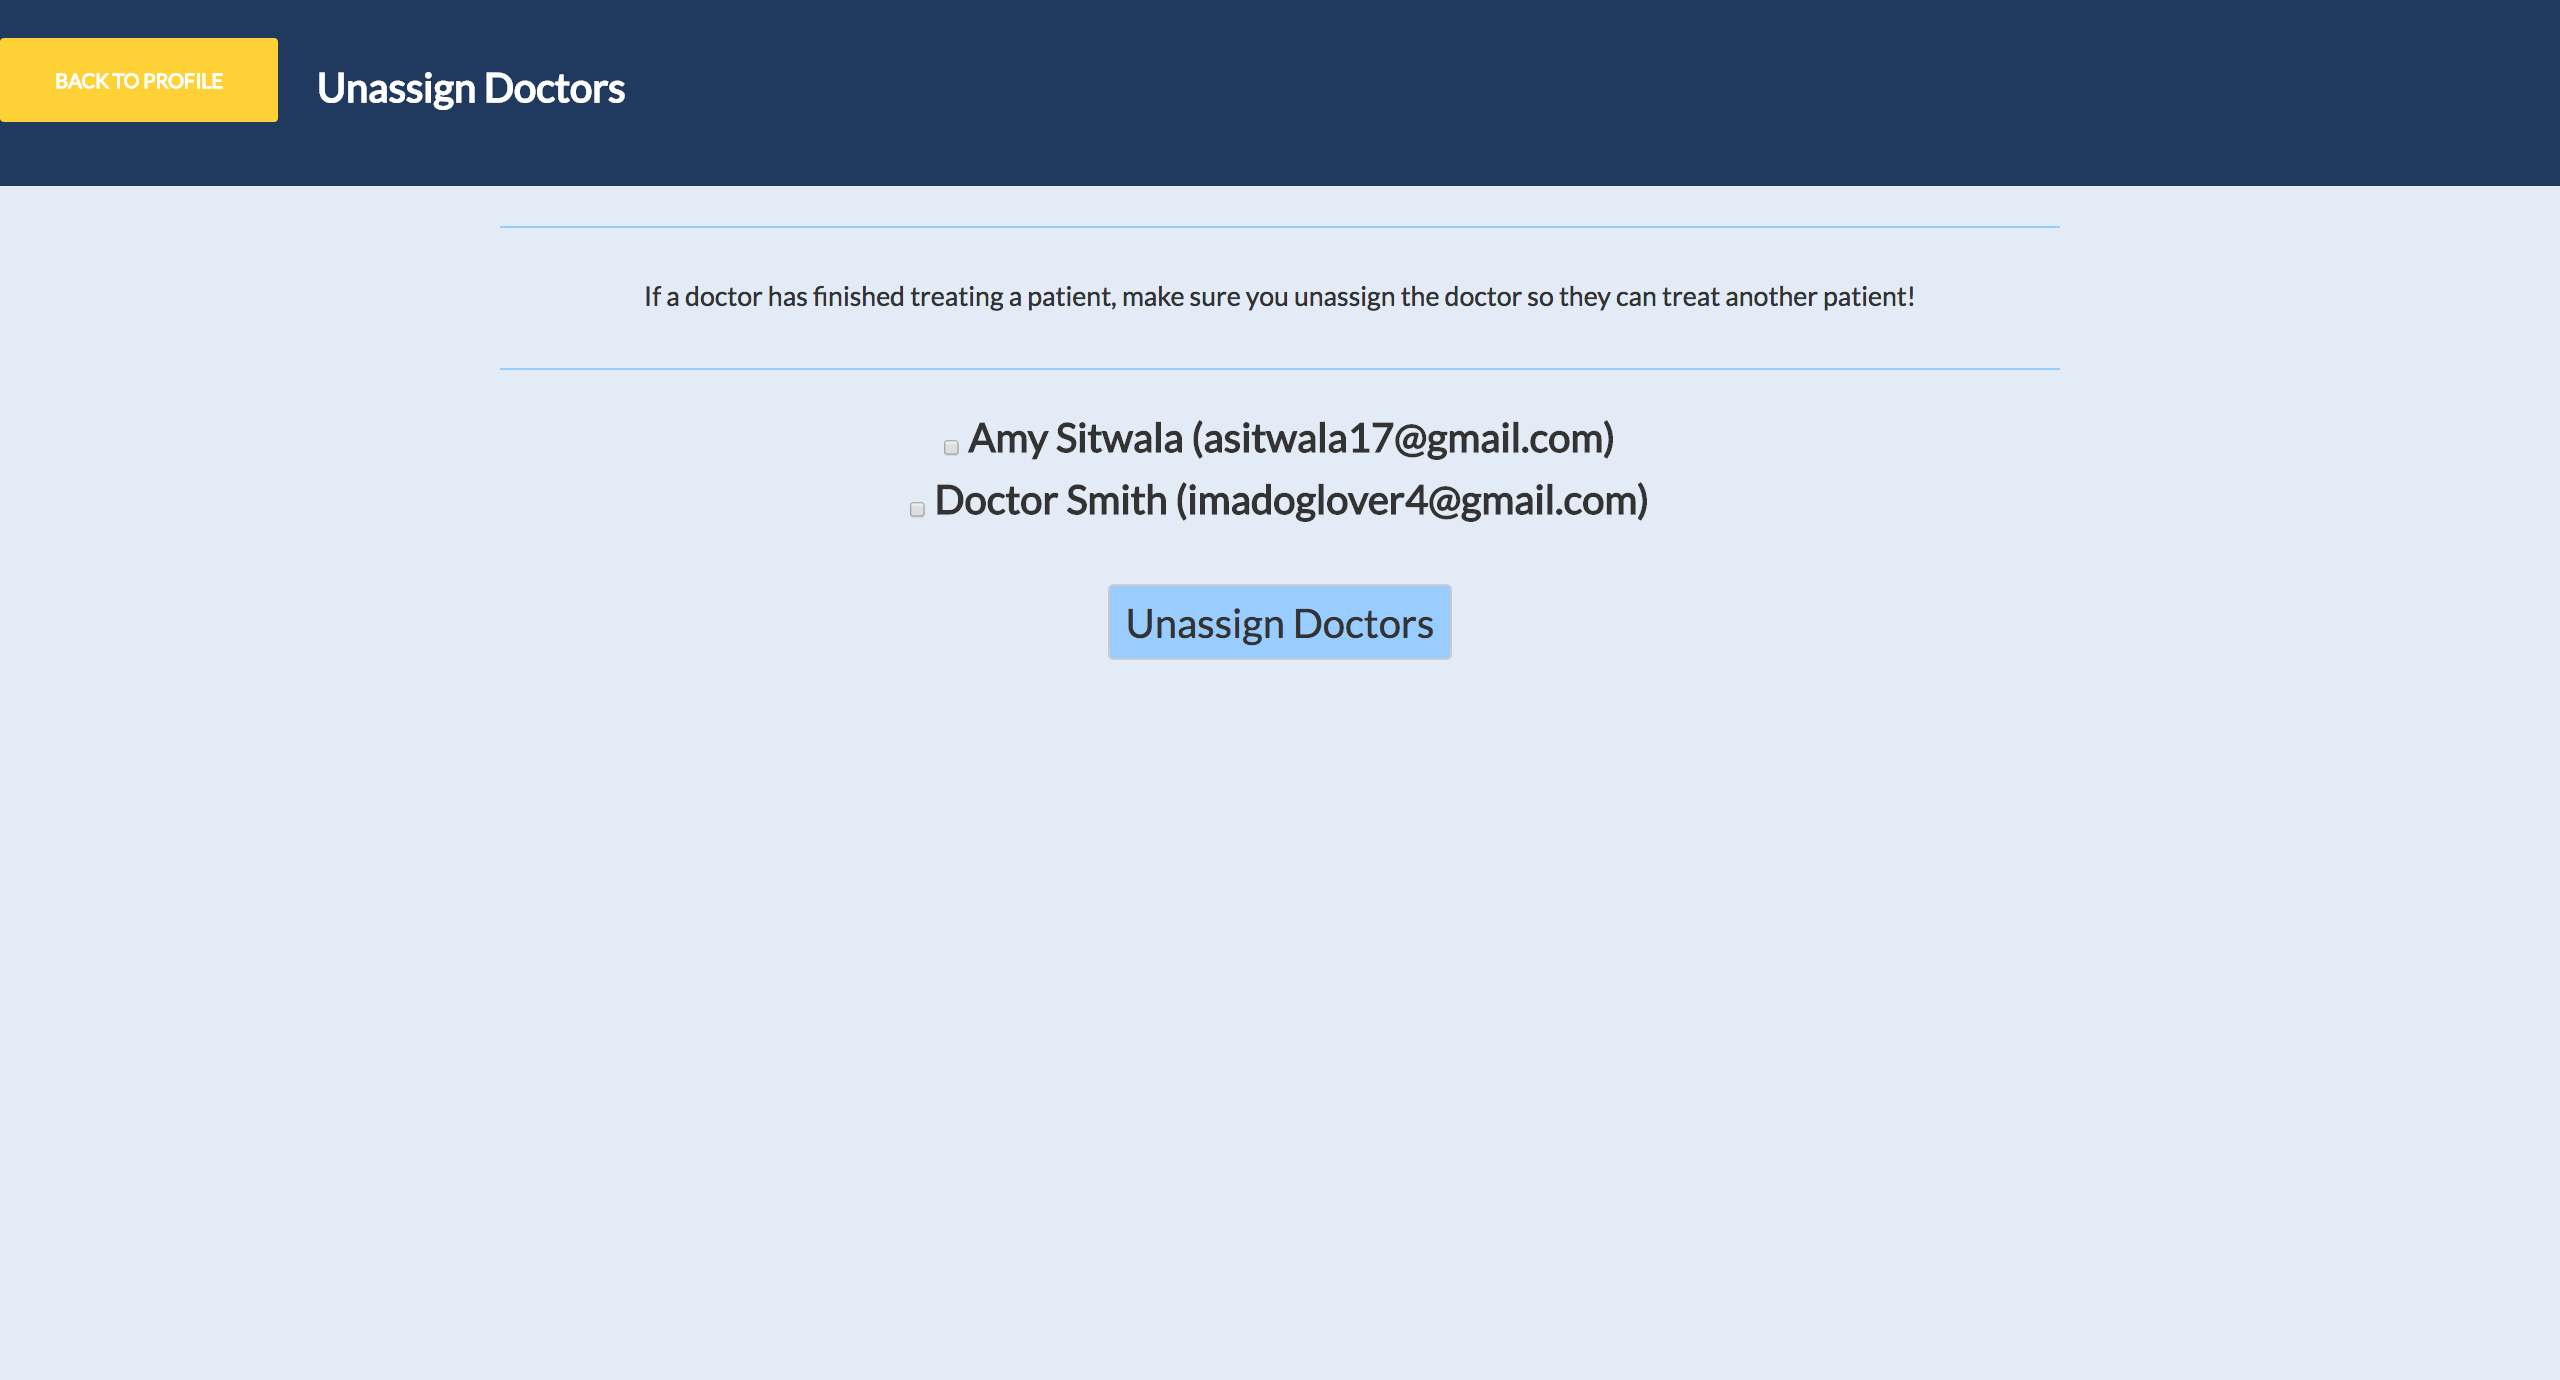 BACK TO PROFILE
Unassign Doctors
If a doctor has finished treating a patient, make sure you unassign the doctor so they can treat another patient!
Amy Sitwala (asitwala17@gmail.com)
Doctor Smith (imadoglover4@gmail.com)
Unassign Doctors